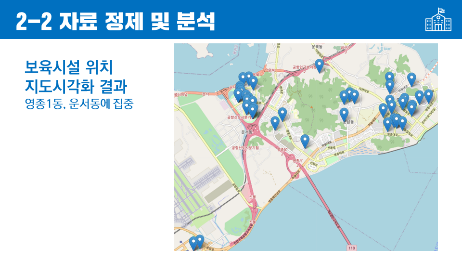 2-2 자료 정제 및 분석
보육시설 위치
지도시각화 결과
영종1동, 운서동에 집중